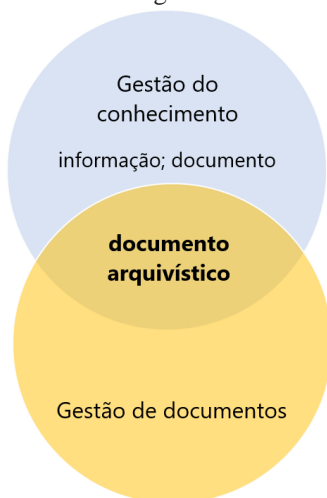 Gestão do
conhecimento
informação; documento
documento
arquivístico
Gestão de documentos